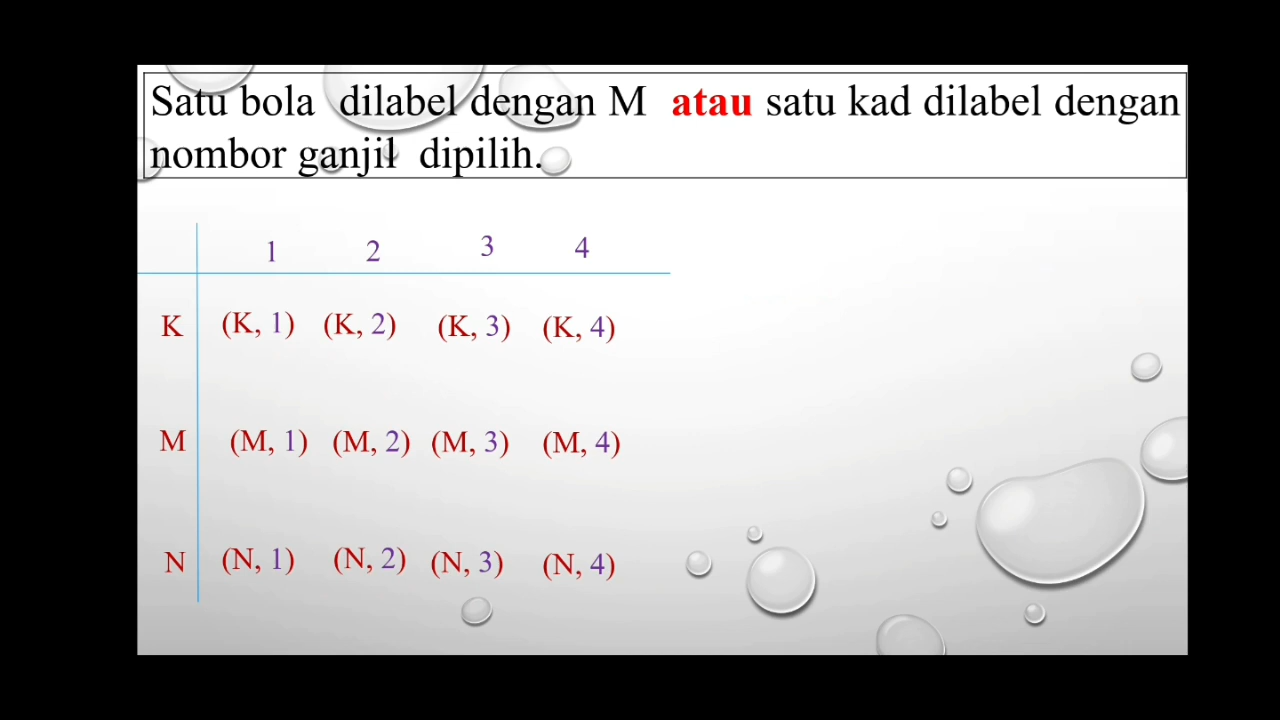 Satu bola dilabel dengan M atau satu kad dilabel dengan
nombor ganjil dipilih.
1 2 3 4
K (K, 1) (K, 2) (K, 3) (K, 4)
M (M, 1) (M, 2) (M, 3) (M, 4)
N (N, 1) (N, 2) (N, 3) (N, 4)